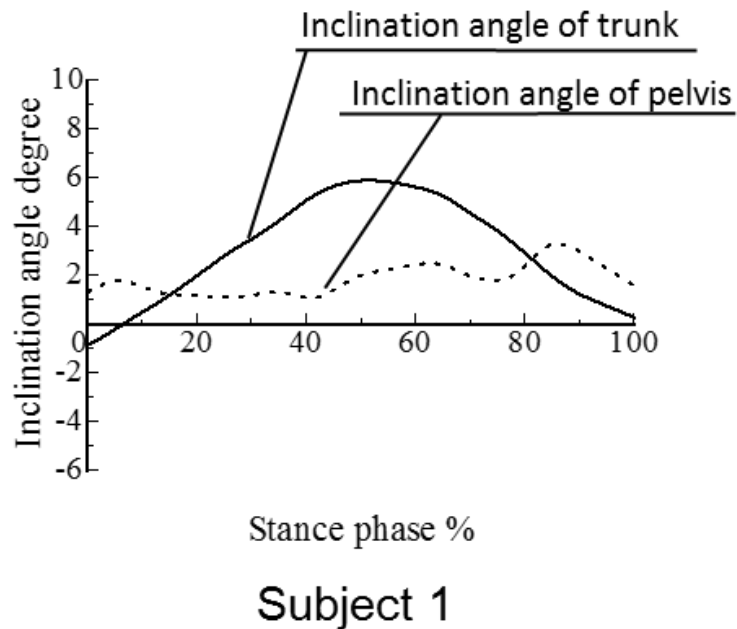 Inclination angle of trunk
Inclination angle of pelvis
Inclination angle degree
10
8
6
4
2
0
-2
-4
-6
20 40 60 80 100
Stance phase %
Subject 1